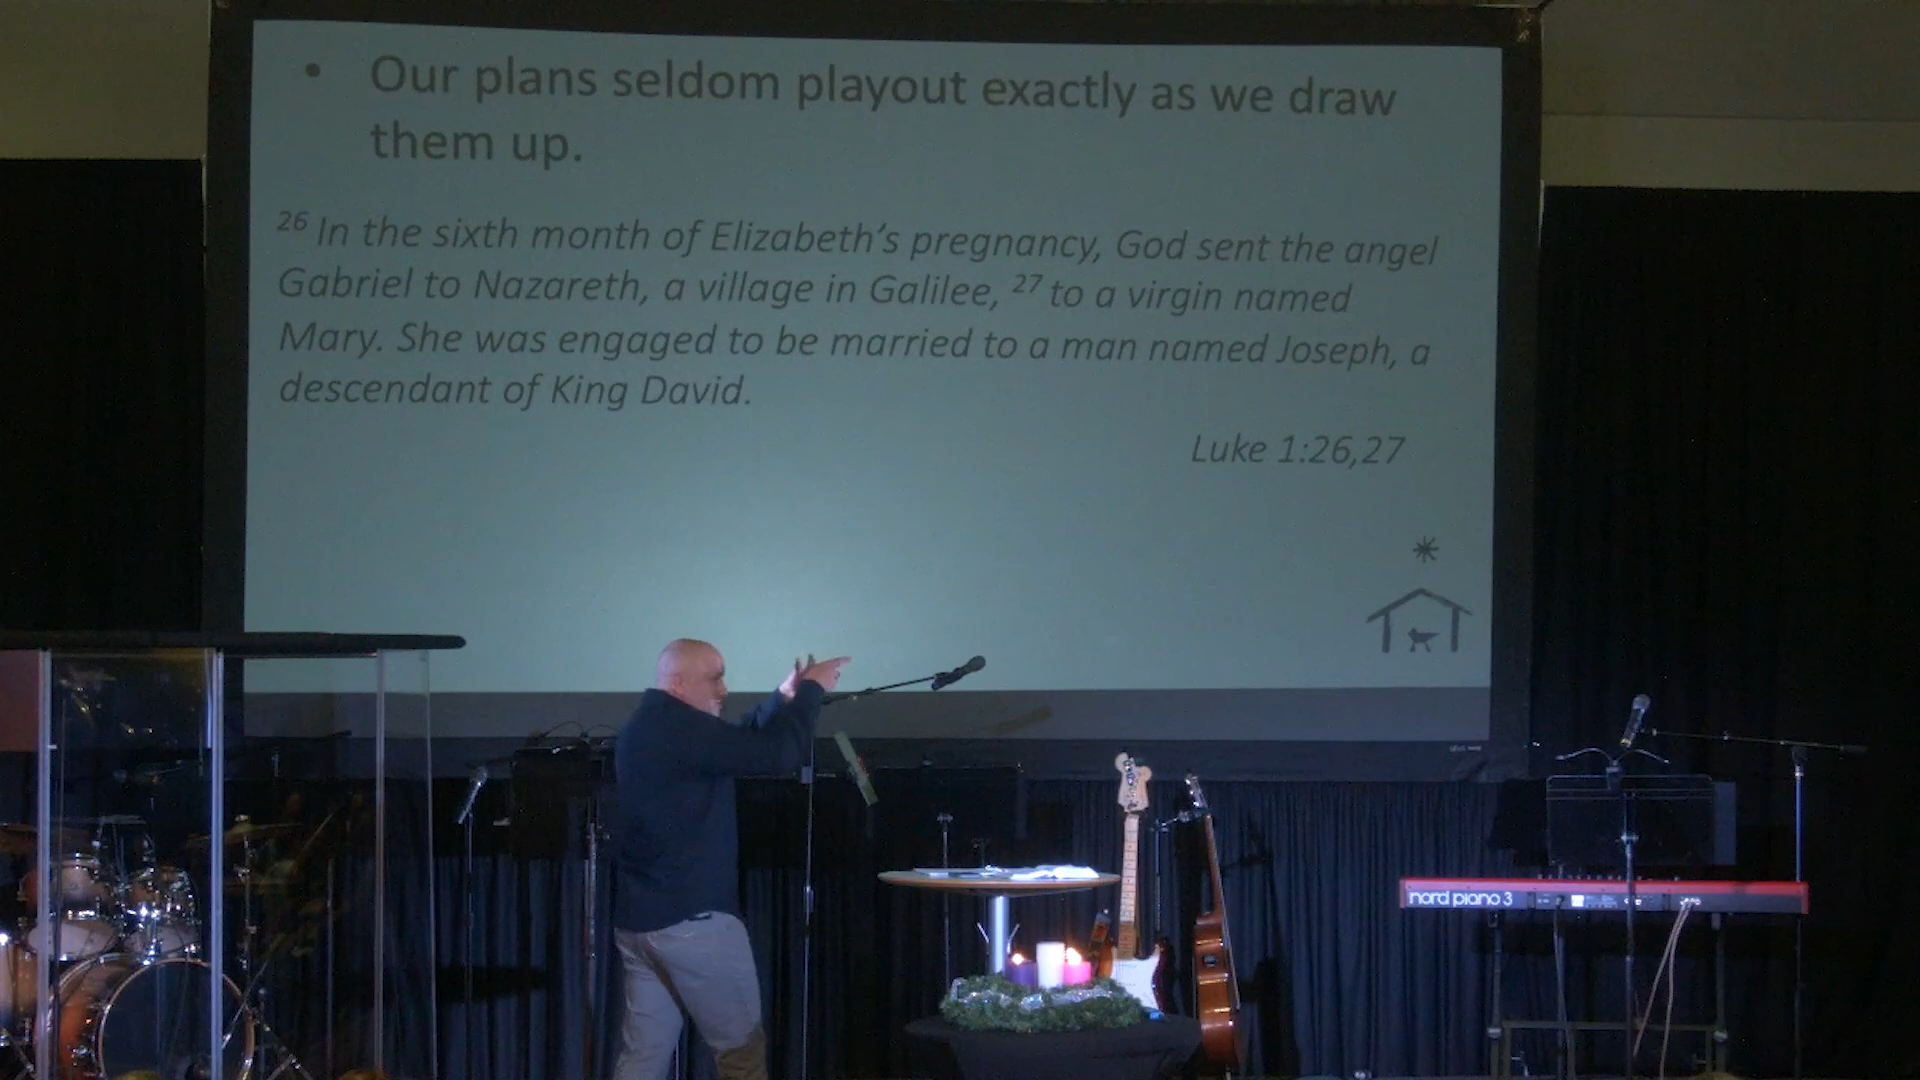 • Our plans seldom playout exactly as we draw
them up.
26 In the sixth month of Elizabeth’s pregnancy, God sent the angel
Gabriel to Nazareth, a village in Galilee, 27 to a virgin named
Mary. She was engaged to be married to a man named Joseph, a
descendant of King David.
Luke 1:26,27
nord piano 3